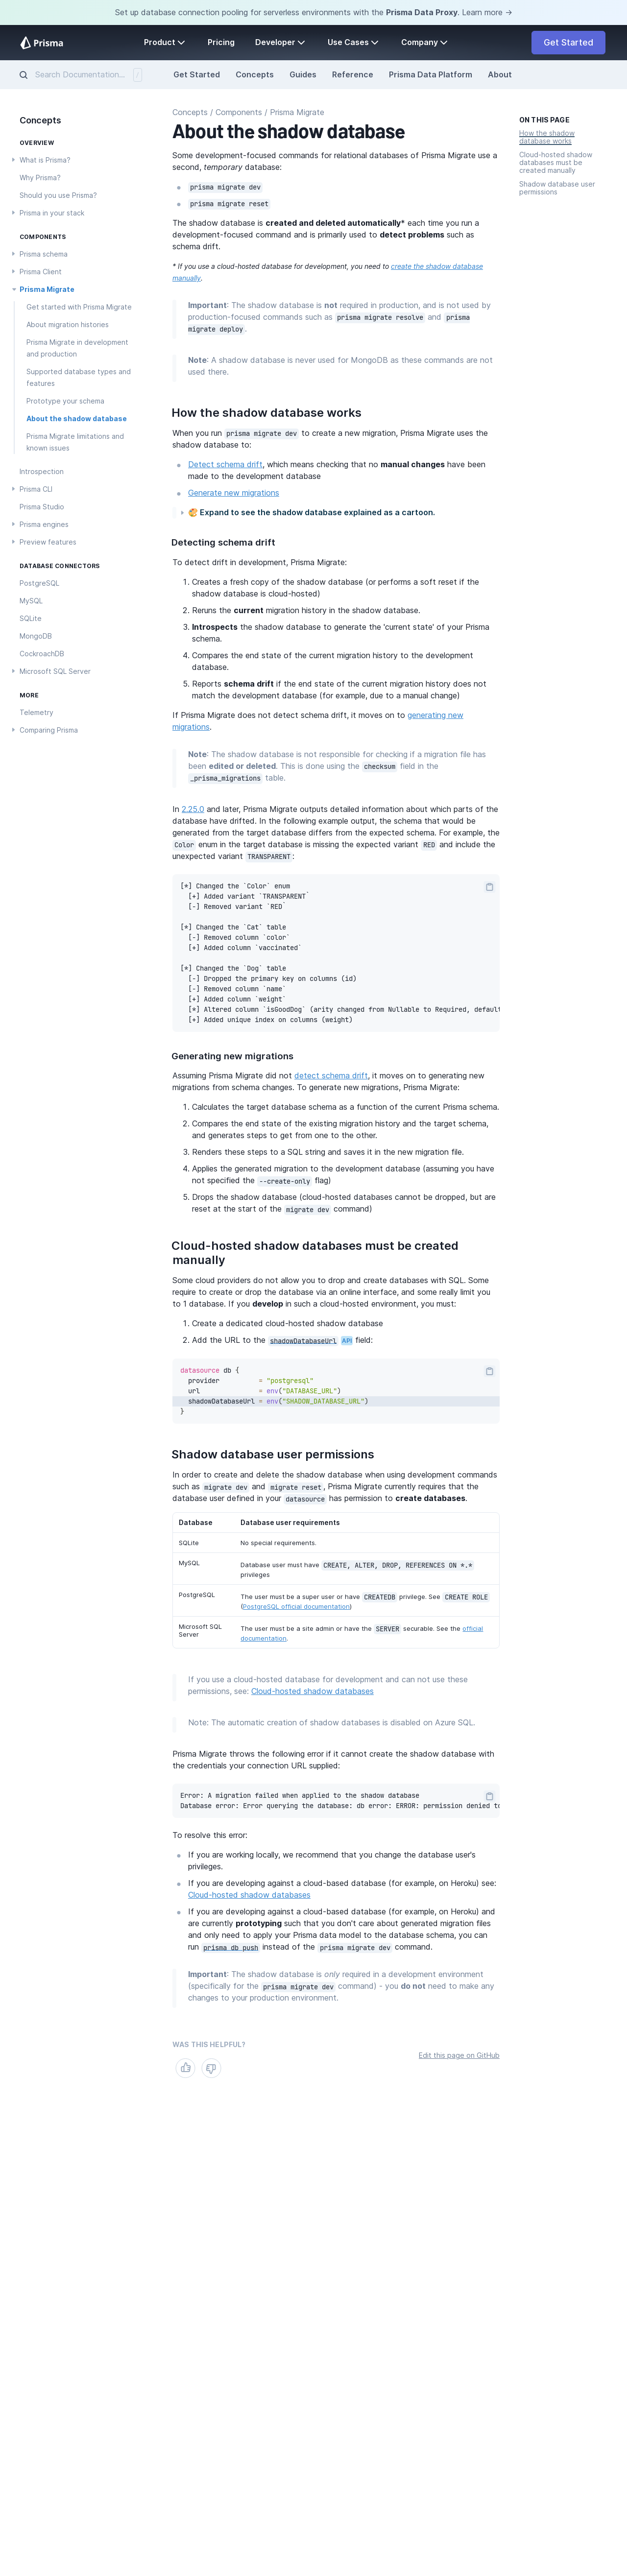 Set up database connection pooling for serverless environments with the Prisma Data Proxy. Learn more →
Prisma
Product
Pricing
Developer
Use Cases
Company
Get Started
Search Documentation...
/
Get Started
Concepts
Guides
Reference
Prisma Data Platform
About
Concepts
OVERVIEW
What is Prisma?
Why Prisma?
Should you use Prisma?
Prisma in your stack
COMPONENTS
Prisma schema
Prisma Client
Prisma Migrate
Get started with Prisma Migrate
About migration histories
Prisma Migrate in development
and production
Supported database types and
features
Prototype your schema
About the shadow database
Prisma Migrate limitations and
known issues
Introspection
Prisma CLI
Prisma Studio
Prisma engines
Preview features
DATABASE CONNECTORS
PostgreSQL
MySQL
SQLite
MongoDB
CockroachDB
Microsoft SQL Server
MORE
Telemetry
Comparing Prisma
Concepts / Components / Prisma Migrate
About the shadow database
Some development-focused commands for relational databases of Prisma Migrate use a
second, temporary database:
prisma migrate dev
prisma migrate reset
The shadow database is created and deleted automatically* each time you run a
development-focused command and is primarily used to detect problems such as
schema drift.
* If you use a cloud-hosted database for development, you need to create the shadow database
manually.
Important: The shadow database is not required in production, and is not used by
production-focused commands such as prisma migrate resolve and prisma
migrate deploy.
Note: A shadow database is never used for MongoDB as these commands are not
used there.
How the shadow database works
When you run prisma migrate dev to create a new migration, Prisma Migrate uses the
shadow database to:
Detect schema drift, which means checking that no manual changes have been
made to the development database
Generate new migrations
Expand to see the shadow database explained as a cartoon.
Detecting schema drift
To detect drift in development, Prisma Migrate:
1. Creates a fresh copy of the shadow database (or performs a soft reset if the
shadow database is cloud-hosted)
2. Reruns the current migration history in the shadow database.
3. Introspects the shadow database to generate the 'current state' of your Prisma
schema.
4. Compares the end state of the current migration history to the development
database.
5. Reports schema drift if the end state of the current migration history does not
match the development database (for example, due to a manual change)
If Prisma Migrate does not detect schema drift, it moves on to generating new
migrations.
Note: The shadow database is not responsible for checking if a migration file has
been edited or deleted. This is done using the checksum field in the
_prisma_migrations table.
In 2.25.0 and later, Prisma Migrate outputs detailed information about which parts of the
database have drifted. In the following example output, the schema that would be
generated from the target database differs from the expected schema. For example, the
Color enum in the target database is missing the expected variant RED and include the
unexpected variant TRANSPARENT:
[*] Changed the `Color` enum
[+] Added variant `TRANSPARENT`
[-] Removed variant `RED`
[*] Changed the `Cat` table
[-] Removed column `color`
[+] Added column `vaccinated`
[*] Changed the `Dog` table
[-] Dropped the primary key on columns (id)
[-] Removed column `name`
[+] Added column `weight`
[*] Altered column `isGoodDog` (arity changed from Nullable to Required, default
[+] Added unique index on columns (weight)
Generating new migrations
Assuming Prisma Migrate did not detect schema drift, it moves on to generating new
migrations from schema changes. To generate new migrations, Prisma Migrate:
1. Calculates the target database schema as a function of the current Prisma schema.
2. Compares the end state of the existing migration history and the target schema,
and generates steps to get from one to the other.
3. Renders these steps to a SQL string and saves it in the new migration file.
4. Applies the generated migration to the development database (assuming you have
not specified the --create-only flag)
5. Drops the shadow database (cloud-hosted databases cannot be dropped, but are
reset at the start of the migrate dev command)
Cloud-hosted shadow databases must be created
manually
Some cloud providers do not allow you to drop and create databases with SQL. Some
require to create or drop the database via an online interface, and some really limit you
to 1 database. If you develop in such a cloud-hosted environment, you must:
1. Create a dedicated cloud-hosted shadow database
2. Add the URL to the shadowDatabaseUrl API field:
datasource db {
provider = "postgresql"
url = env("DATABASE_URL")
shadowDatabaseUrl = env("SHADOW_DATABASE_URL")
}
Shadow database user permissions
In order to create and delete the shadow database when using development commands
such as migrate dev and migrate reset, Prisma Migrate currently requires that the
database user defined in your datasource has permission to create databases.
Database Database user requirements
SQLite No special requirements.
MySQL Database user must have CREATE, ALTER, DROP, REFERENCES ON *.*
privileges
PostgreSQL The user must be a super user or have CREATEDB privilege. See CREATE ROLE
(PostgreSQL official documentation)
Microsoft SQL
Server The user must be a site admin or have the SERVER securable. See the official
documentation.
If you use a cloud-hosted database for development and can not use these
permissions, see: Cloud-hosted shadow databases
Note: The automatic creation of shadow databases is disabled on Azure SQL.
Prisma Migrate throws the following error if it cannot create the shadow database with
the credentials your connection URL supplied:
Error: A migration failed when applied to the shadow database
Database error: Error querying the database: db error: ERROR: permission denied to
To resolve this error:
If you are working locally, we recommend that you change the database user's
privileges.
If you are developing against a cloud-based database (for example, on Heroku) see:
Cloud-hosted shadow databases
If you are developing against a cloud-based database (for example, on Heroku) and
are currently prototyping such that you don't care about generated migration files
and only need to apply your Prisma data model to the database schema, you can
run prisma db push instead of the prisma migrate dev command.
Important: The shadow database is only required in a development environment
(specifically for the prisma migrate dev command) - you do not need to make any
changes to your production environment.
WAS THIS HELPFUL?
Edit this page on GitHub
ON THIS PAGE
How the shadow
database works
Cloud-hosted shadow
databases must be
created manually
Shadow database user
permissions